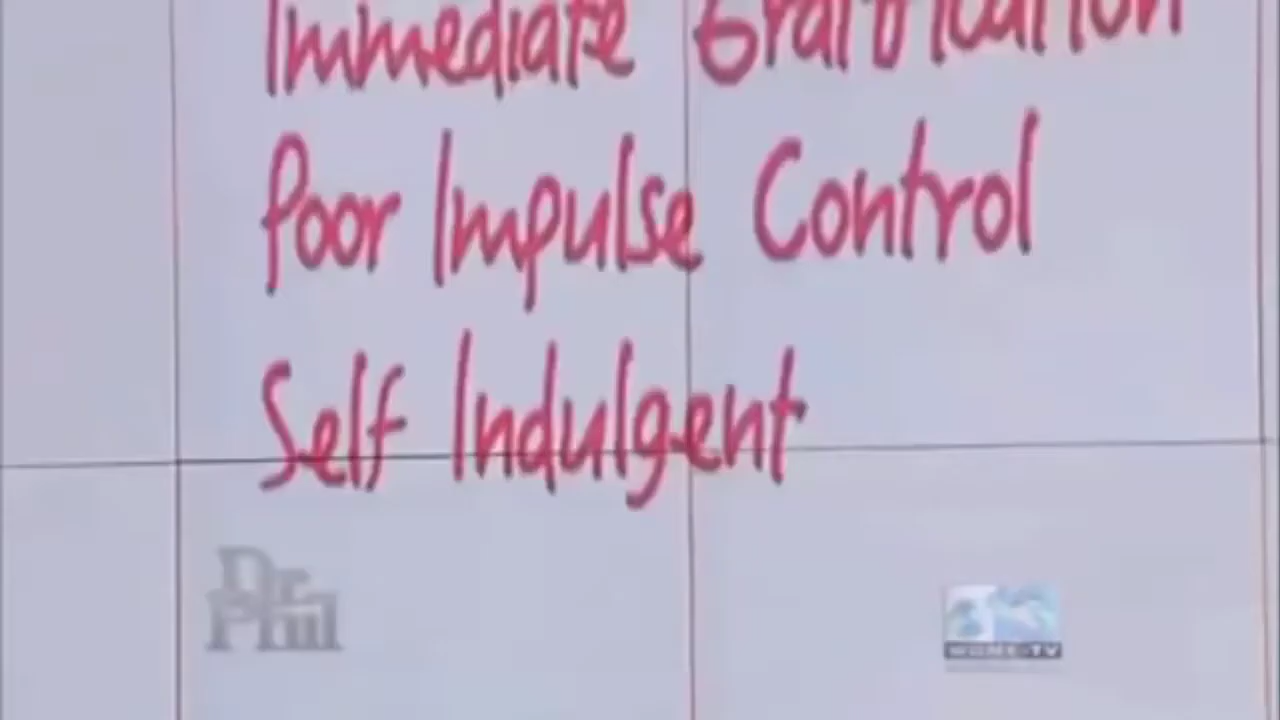 Immediate Gratification
Poor Impulse Control
Self Indulgent
Dr.
Phil